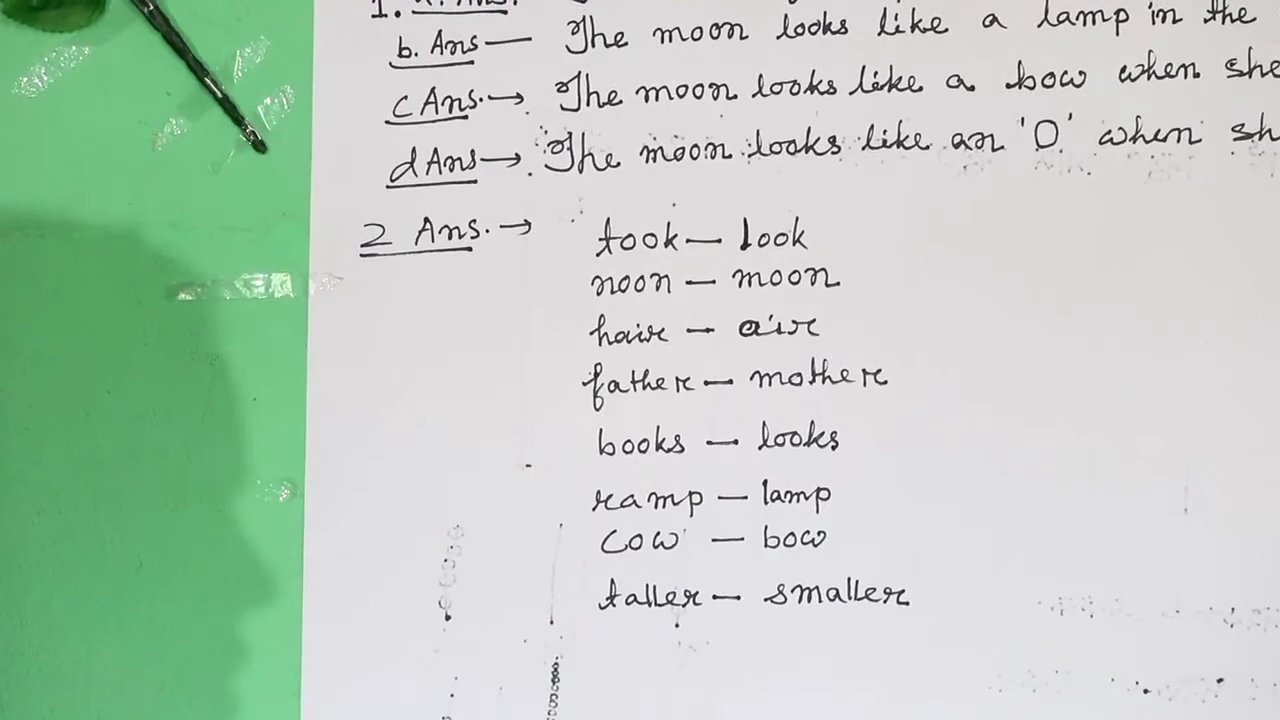 1. a. Ans.
b. Ans — The moon looks like a lamp in the
c Ans. → The moon looks like a bow when she
d Ans → The moon looks like an 'O' when sh
2 Ans. → took — look
noon — moon
hair — air
father — mother
books — looks
ramp — lamp
cow — bow
taller — smaller